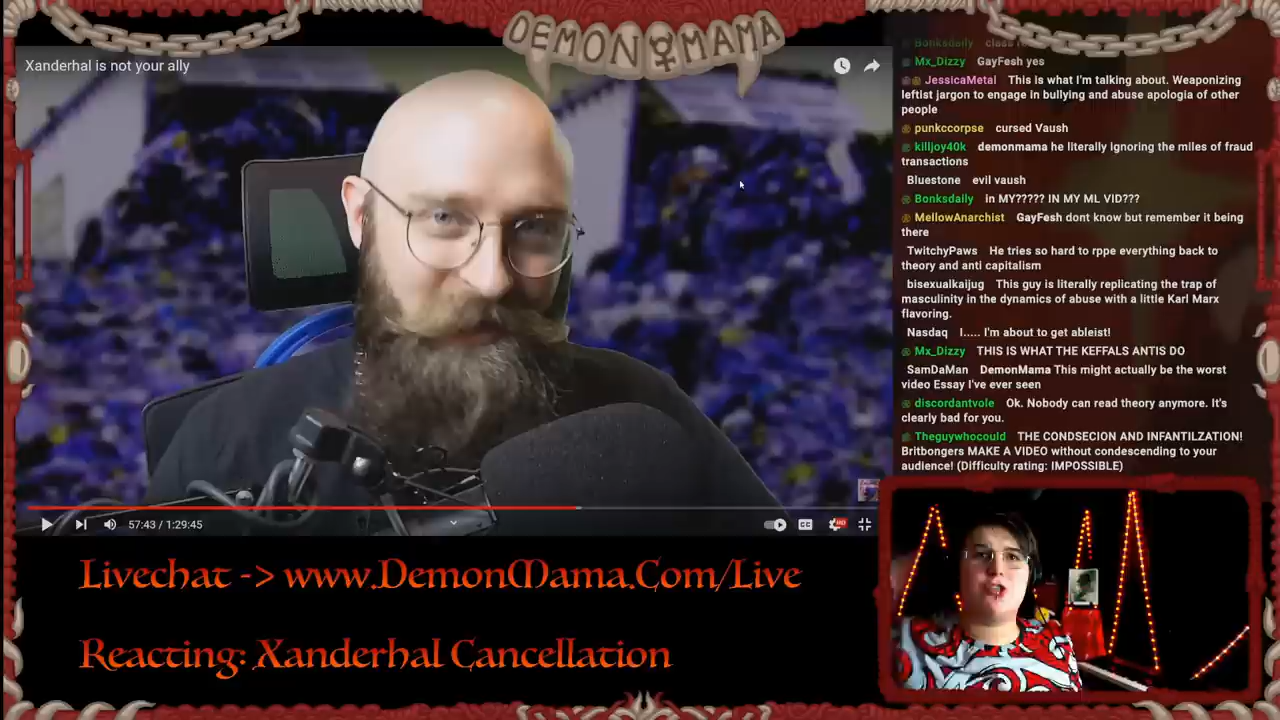 DEMON MAMA
Xanderhal is not your ally
Bonksdaily class
Mx_Dizzy GayFesh yes
JessicaMetal This is what I'm talking about. Weaponizing
leftist jargon to engage in bullying and abuse apologia of other
people
punkccorpse cursed Vaush
killjoy40k demonmama he literally ignoring the miles of fraud
transactions
Bluestone evil vaush
Bonksdaily in MY????? IN MY ML VID???
MellowAnarchist GayFesh dont know but remember it being
there
TwitchyPaws He tries so hard to rppe everything back to
theory and anti capitalism
bisexualkaijug This guy is literally replicating the trap of
masculinity in the dynamics of abuse with a little Karl Marx
flavoring.
Nasdaq I..... I'm about to get ableist!
Mx_Dizzy THIS IS WHAT THE KEFFALS ANTIS DO
SamDaMan DemonMama This might actually be the worst
video Essay I've ever seen
discordantvole Ok. Nobody can read theory anymore. It's
clearly bad for you.
Theguywhocould THE CONDSECION AND INFANTILZATION!
Britbongers MAKE A VIDEO without condescending to your
audience! (Difficulty rating: IMPOSSIBLE)
57:43 / 1:29:45
CC
HD
Livechat -> www.DemonMama.Com/Live
Reacting: Xanderhal Cancellation